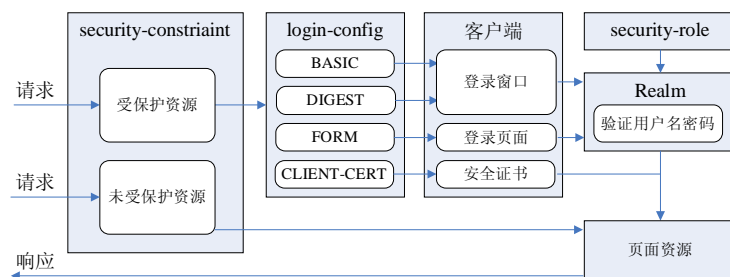 security-constriaint
login-config
客户端
security-role
请求
受保护资源
BASIC
DIGEST
FORM
CLIENT-CERT
登录窗口
登录页面
安全证书
Realm
验证用户名密码
请求
未受保护资源
页面资源
响应